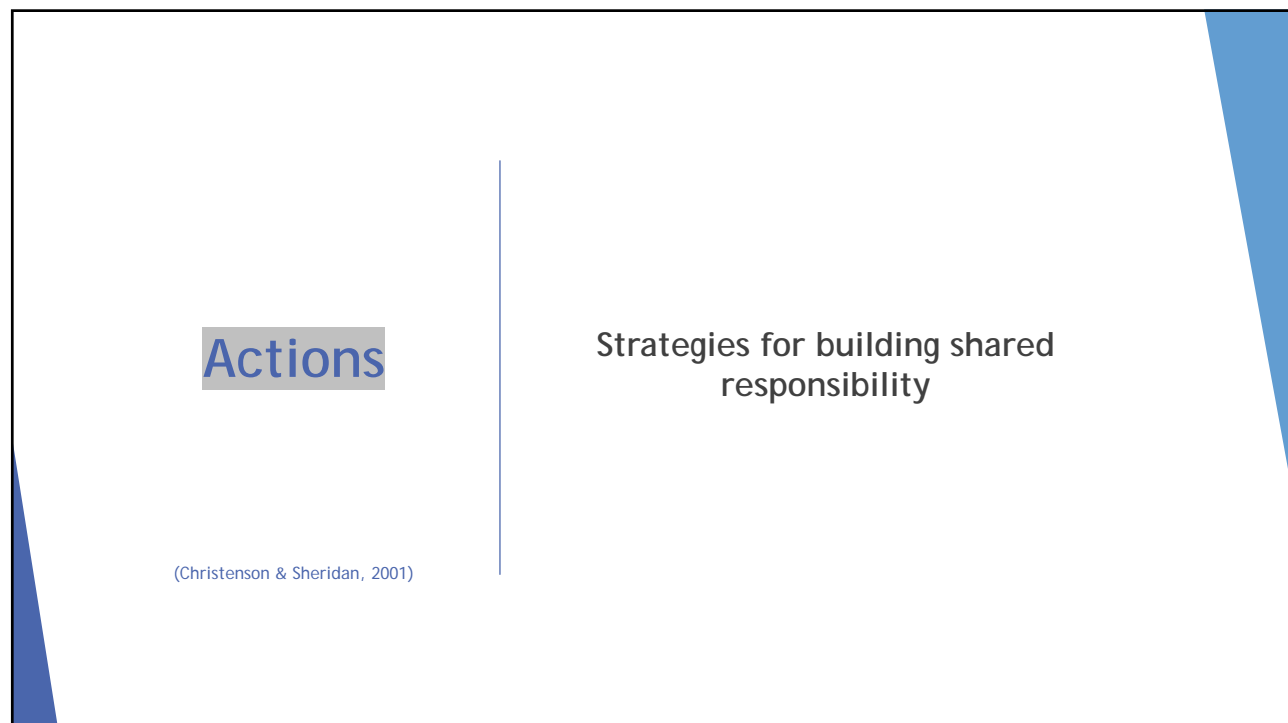 Actions
(Christenson & Sheridan, 2001)
Strategies for building shared
responsibility